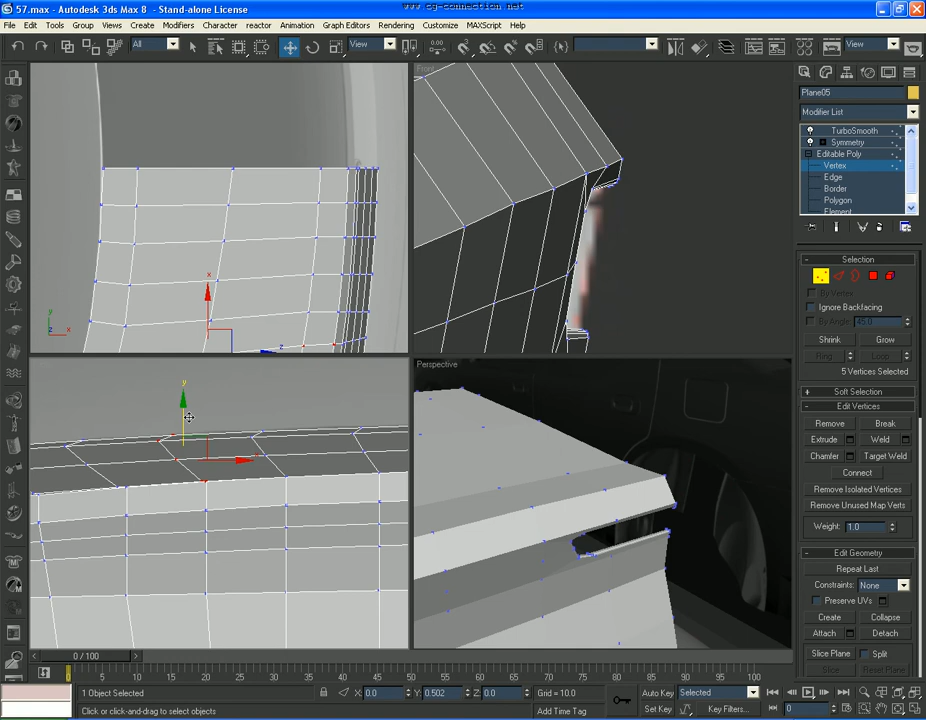 57.max - Autodesk 3ds Max 8 - Stand-alone License
www.cg-connection.net
File Edit Tools Group Views Create Modifiers Character reactor Animation Graph Editors Rendering Customize MAXScript Help
All
View
View
Front
Plane05
Modifier List
TurboSmooth
Symmetry
Editable Poly
Vertex
Edge
Border
Polygon
Element
Selection
By Vertex
Ignore Backfacing
By Angle: 45.0
Shrink Grow
Ring Loop
5 Vertices Selected
Perspective
Soft Selection
Edit Vertices
Remove Break
Extrude Weld
Chamfer Target Weld
Connect
Remove Isolated Vertices
Remove Unused Map Verts
Weight: 1.0
Edit Geometry
Repeat Last
Constraints: None
Preserve UVs
Create Collapse
Attach Detach
Slice Plane Split
Slice Reset Plane
0 / 100
0 5 10 15 20 25 30 35 40 45 50 55 60 65 70 75 80 85 90 95 100
1 Object Selected X: 0.0 Y: 0.502 Z: 0.0 Grid = 10.0 Auto Key Selected
Click or click-and-drag to select objects Add Time Tag Set Key Key Filters... 0